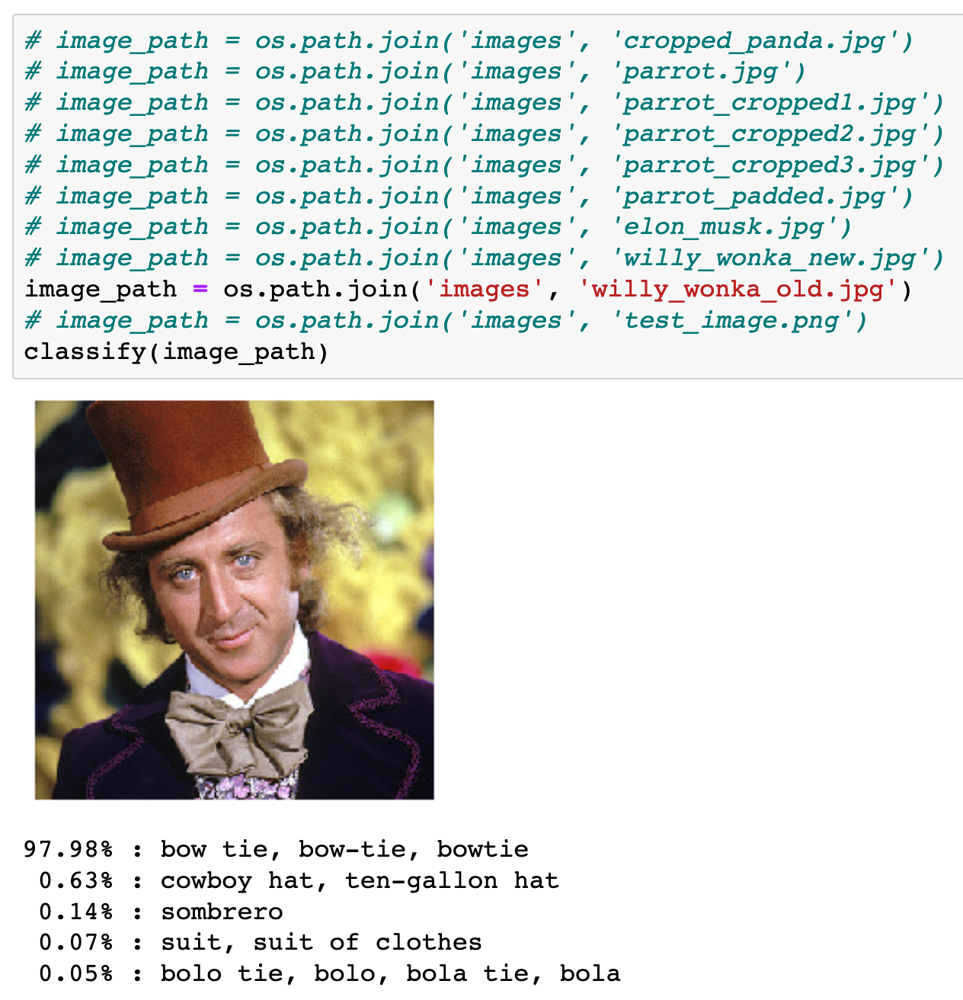 # image_path = os.path.join('images', 'cropped_panda.jpg')
# image_path = os.path.join('images', 'parrot.jpg')
# image_path = os.path.join('images', 'parrot_cropped1.jpg')
# image_path = os.path.join('images', 'parrot_cropped2.jpg')
# image_path = os.path.join('images', 'parrot_cropped3.jpg')
# image_path = os.path.join('images', 'parrot_padded.jpg')
# image_path = os.path.join('images', 'elon_musk.jpg')
# image_path = os.path.join('images', 'willy_wonka_new.jpg')
image_path = os.path.join('images', 'willy_wonka_old.jpg')
# image_path = os.path.join('images', 'test_image.png')
classify(image_path)
97.98% : bow tie, bow-tie, bowtie
0.63% : cowboy hat, ten-gallon hat
0.14% : sombrero
0.07% : suit, suit of clothes
0.05% : bolo tie, bolo, bola tie, bola